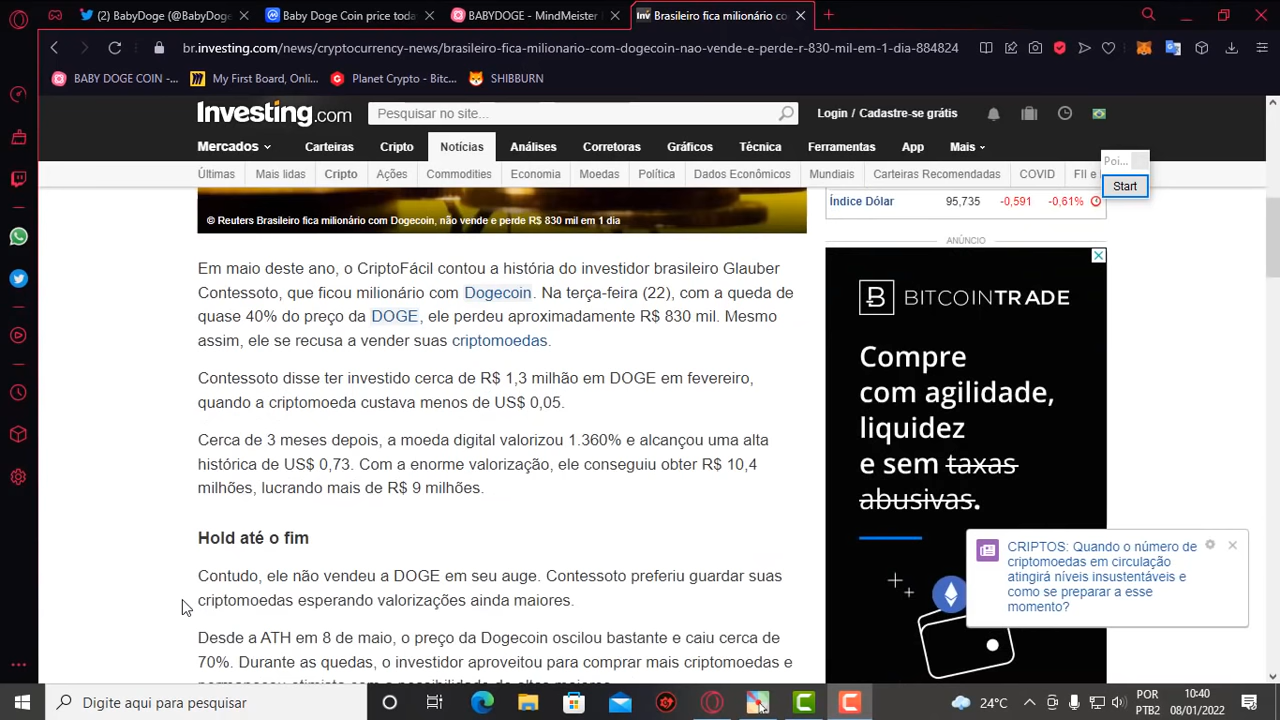 (2) BabyDoge (@BabyDoge
Baby Doge Coin price toda
BABYDOGE - MindMeister
Brasileiro fica milionário co
br.investing.com/news/cryptocurrency-news/brasileiro-fica-milionario-com-dogecoin-nao-vende-e-perde-r-830-mil-em-1-dia-884824
BABY DOGE COIN -...
My First Board, Onli...
Planet Crypto - Bitc...
SHIBBURN
Investing.com
Pesquisar no site...
Login / Cadastre-se grátis
Mercados
Carteiras
Cripto
Notícias
Análises
Corretoras
Gráficos
Técnica
Ferramentas
App
Mais
Poi...
Start
Últimas
Mais lidas
Cripto
Ações
Commodities
Economia
Moedas
Política
Dados Econômicos
Mundiais
Carteiras Recomendadas
COVID
FII e
© Reuters Brasileiro fica milionário com Dogecoin, não vende e perde R$ 830 mil em 1 dia
Índice Dólar 95,735 -0,591 -0,61%
Em maio deste ano, o CriptoFácil contou a história do investidor brasileiro Glauber
Contessoto, que ficou milionário com Dogecoin. Na terça-feira (22), com a queda de
quase 40% do preço da DOGE, ele perdeu aproximadamente R$ 830 mil. Mesmo
assim, ele se recusa a vender suas criptomoedas.
Contessoto disse ter investido cerca de R$ 1,3 milhão em DOGE em fevereiro,
quando a criptomoeda custava menos de US$ 0,05.
Cerca de 3 meses depois, a moeda digital valorizou 1.360% e alcançou uma alta
histórica de US$ 0,73. Com a enorme valorização, ele conseguiu obter R$ 10,4
milhões, lucrando mais de R$ 9 milhões.
Hold até o fim
Contudo, ele não vendeu a DOGE em seu auge. Contessoto preferiu guardar suas
criptomoedas esperando valorizações ainda maiores.
Desde a ATH em 8 de maio, o preço da Dogecoin oscilou bastante e caiu cerca de
70%. Durante as quedas, o investidor aproveitou para comprar mais criptomoedas e
ANÚNCIO
BITCOINTRADE
Compre
com agilidade,
liquidez
e sem taxas
abusivas.
CRIPTOS: Quando o número de
criptomoedas em circulação
atingirá níveis insustentáveis e
como se preparar a esse
momento?
Digite aqui para pesquisar
24°C
POR
PTB2
10:40
08/01/2022